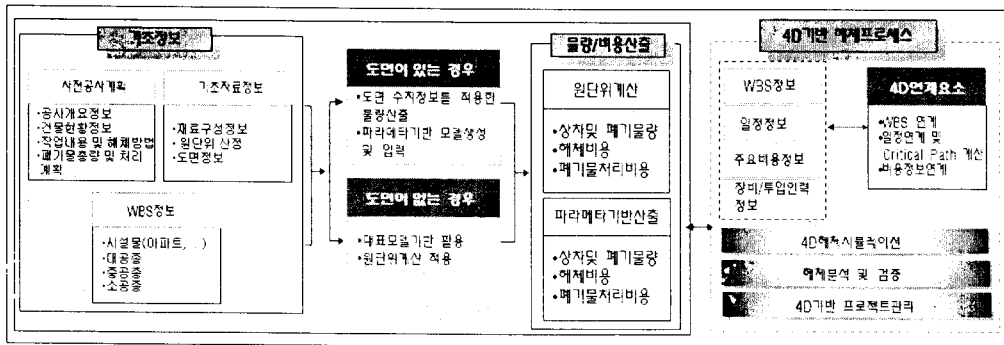 기초정보
사전공사계획
•공사개요정보
•건물현황정보
•작업내용 및 해체방법
•폐기물총량 및 처리
계획
기초자료정보
•재료구성정보
•원단위 산정
•도면정보
WBS정보
•시설물(아파트, ...)
•대공종
•중공종
•소공종
도면이 있는 경우
•도면 수치정보를 적용한
물량산출
•파라메타기반 모델생성
및 입력
도면이 없는 경우
•대표모델기반 활용
•원단위계산 적용
물량/비용산출
원단위계산
•상차및 폐기물량
•해체비용
•폐기물처리비용
파라메타기반산출
•상차및 폐기물량
•해체비용
•폐기물처리비용
4D기반 해체프로세스
WBS정보
일정정보
주요비용정보
장비/투입인력
정보
4D연계요소
•WBS 연계
•일정연계 및
Critical Path 계산
•비용정보연계
4D해체시뮬레이션
해체분석 및 검증
4D기반 프로젝트관리